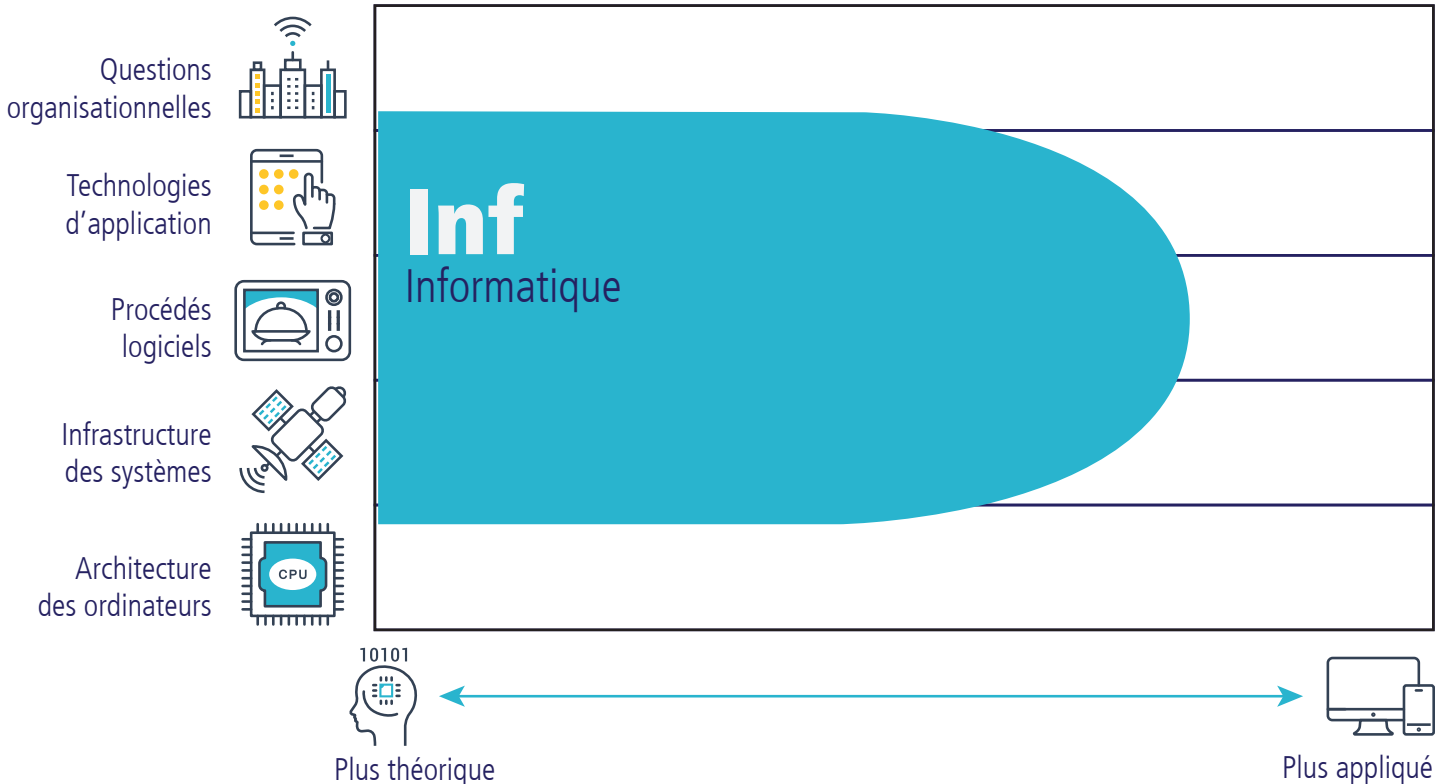 Questions
organisationnelles
Technologies
d'application
Inf
Informatique
Procédés
logiciels
Infrastructure
des systèmes
Architecture
des ordinateurs
CPU
10101
Plus théorique
Plus appliqué